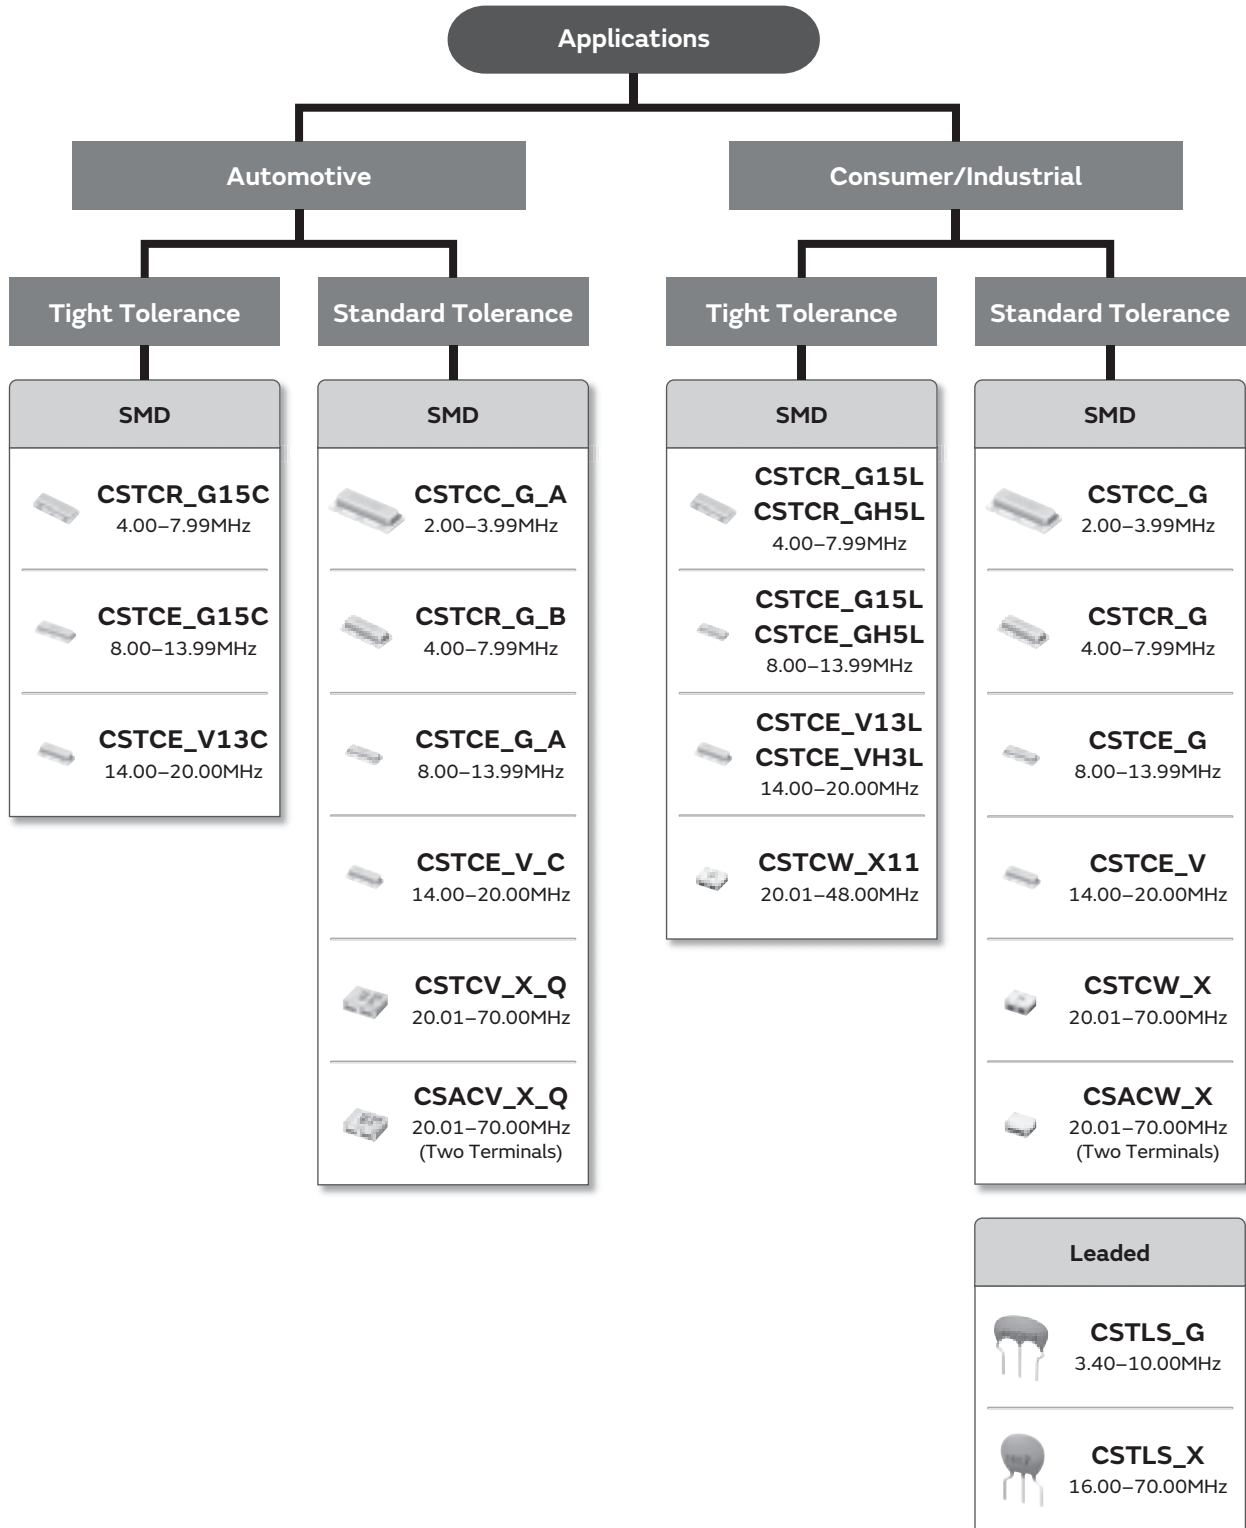 Applications
Automotive
Consumer/Industrial
Tight Tolerance
Standard Tolerance
Tight Tolerance
Standard Tolerance
SMD
CSTCR_G15C
4.00–7.99MHz
CSTCE_G15C
8.00–13.99MHz
CSTCE_V13C
14.00–20.00MHz
SMD
CSTCC_G_A
2.00–3.99MHz
CSTCR_G_B
4.00–7.99MHz
CSTCE_G_A
8.00–13.99MHz
CSTCE_V_C
14.00–20.00MHz
CSTCV_X_Q
20.01–70.00MHz
CSACV_X_Q
20.01–70.00MHz
(Two Terminals)
SMD
CSTCR_G15L
CSTCR_GH5L
4.00–7.99MHz
CSTCE_G15L
CSTCE_GH5L
8.00–13.99MHz
CSTCE_V13L
CSTCE_VH3L
14.00–20.00MHz
CSTCW_X11
20.01–48.00MHz
SMD
CSTCC_G
2.00–3.99MHz
CSTCR_G
4.00–7.99MHz
CSTCE_G
8.00–13.99MHz
CSTCE_V
14.00–20.00MHz
CSTCW_X
20.01–70.00MHz
CSACW_X
20.01–70.00MHz
(Two Terminals)
Leaded
CSTLS_G
3.40–10.00MHz
CSTLS_X
16.00–70.00MHz